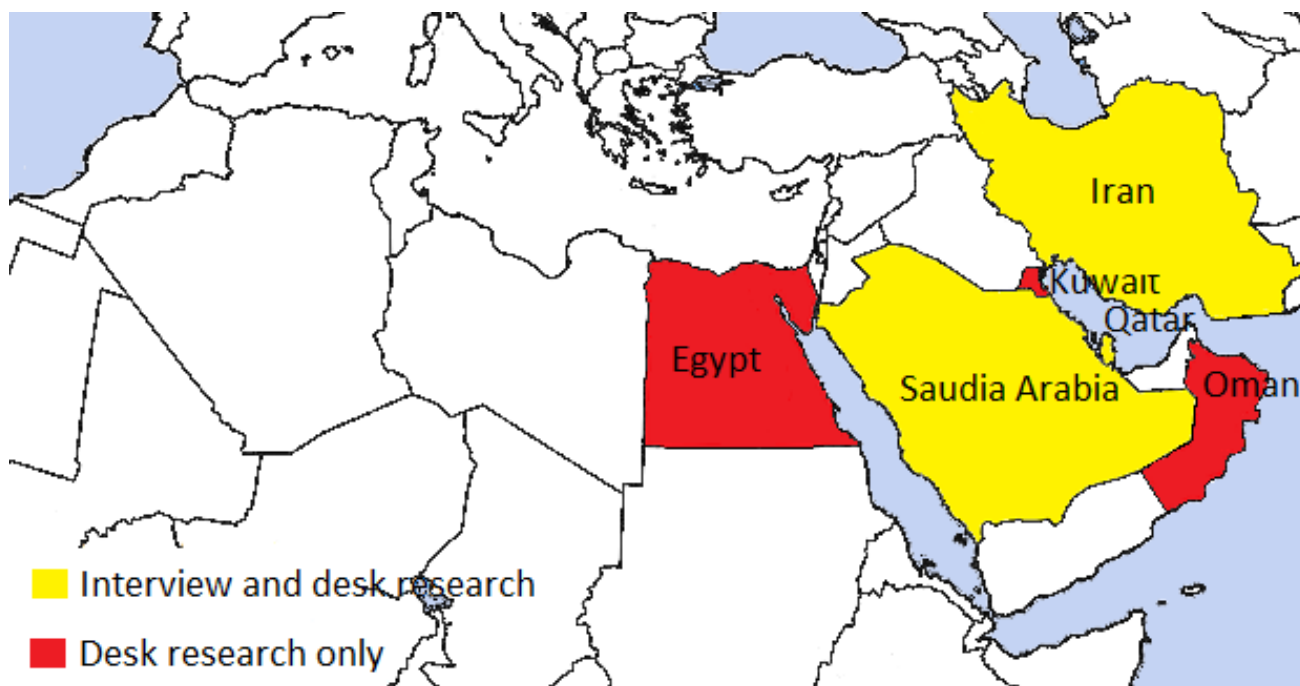 Iran
Kuwait
Qatar
Egypt
Saudia Arabia
Oman
Interview and desk research
Desk research only